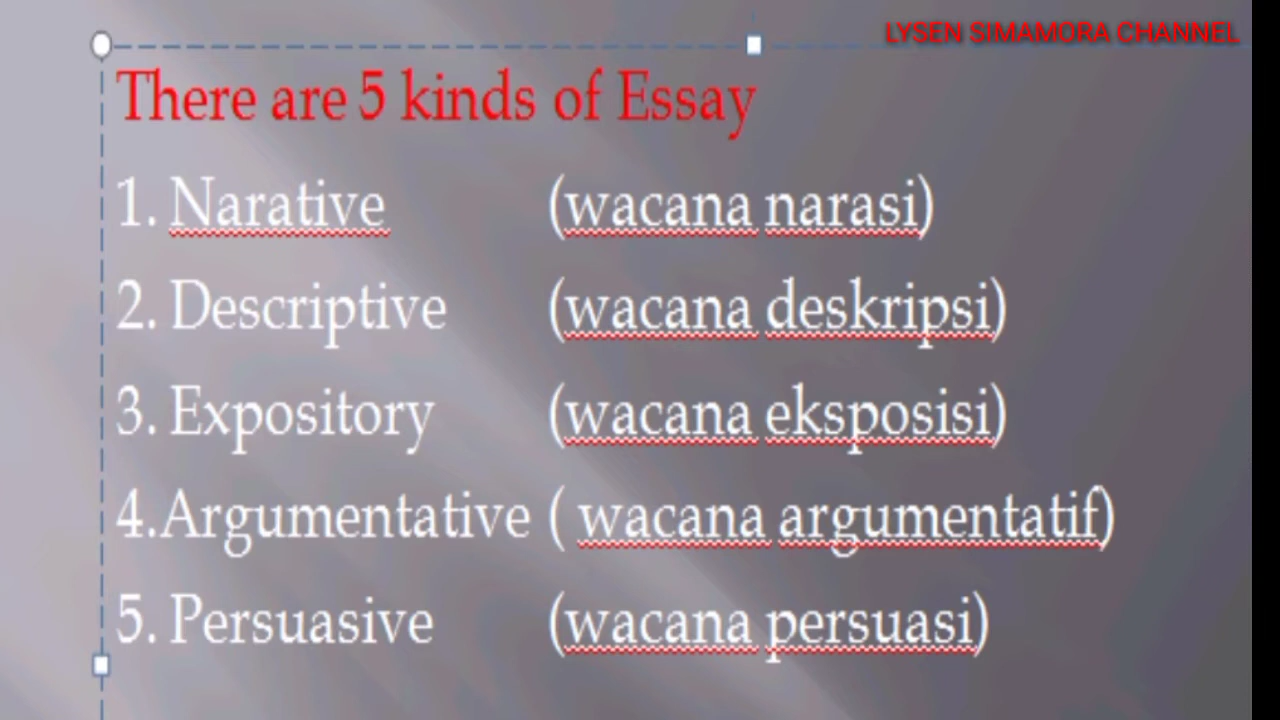 LYSEN SIMAMORA CHANNEL
There are 5 kinds of Essay
1. Narative (wacana narasi)
2. Descriptive (wacana deskripsi)
3. Expository (wacana eksposisi)
4.Argumentative ( wacana argumentatif)
5. Persuasive (wacana persuasi)